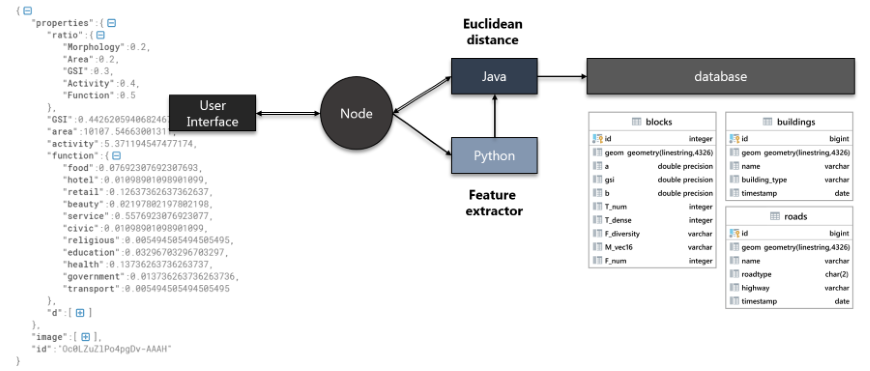 {
"properties":{
"ratio":{
"Morphology":0.2,
"Area":0.2,
"GSI":0.3,
"Activity":0.4,
"Function":0.5
},
"GSI":0.4426205940682467
"area":10107.5466300131
"activity":5.371194547477174,
"function":{
"food":0.07692307692307693,
"hotel":0.01098901098901099,
"retail":0.12637362637362637,
"beauty":0.02197802197802198,
"service":0.5576923076923077,
"civic":0.01098901098901099,
"religious":0.005494505494505495,
"education":0.03296703296703297,
"health":0.13736263736263737,
"government":0.013736263736263736,
"transport":0.005494505494505495
},
"d":[ ]
},
"image":[ ],
"id":"Oc0LZuZlPo4pgDv-AAAH"
}
User
Interface
Node
Euclidean
distance
Java
Python
Feature
extractor
database
blocks
id integer
geom geometry(linestring,4326)
a double precision
gsi double precision
b double precision
T_num integer
T_dense integer
F_diversity varchar
M_vec16 varchar
F_num integer
buildings
id bigint
geom geometry(linestring,4326)
name varchar
building_type varchar
timestamp date
roads
id bigint
geom geometry(linestring,4326)
name varchar
roadtype char(2)
highway varchar
timestamp date